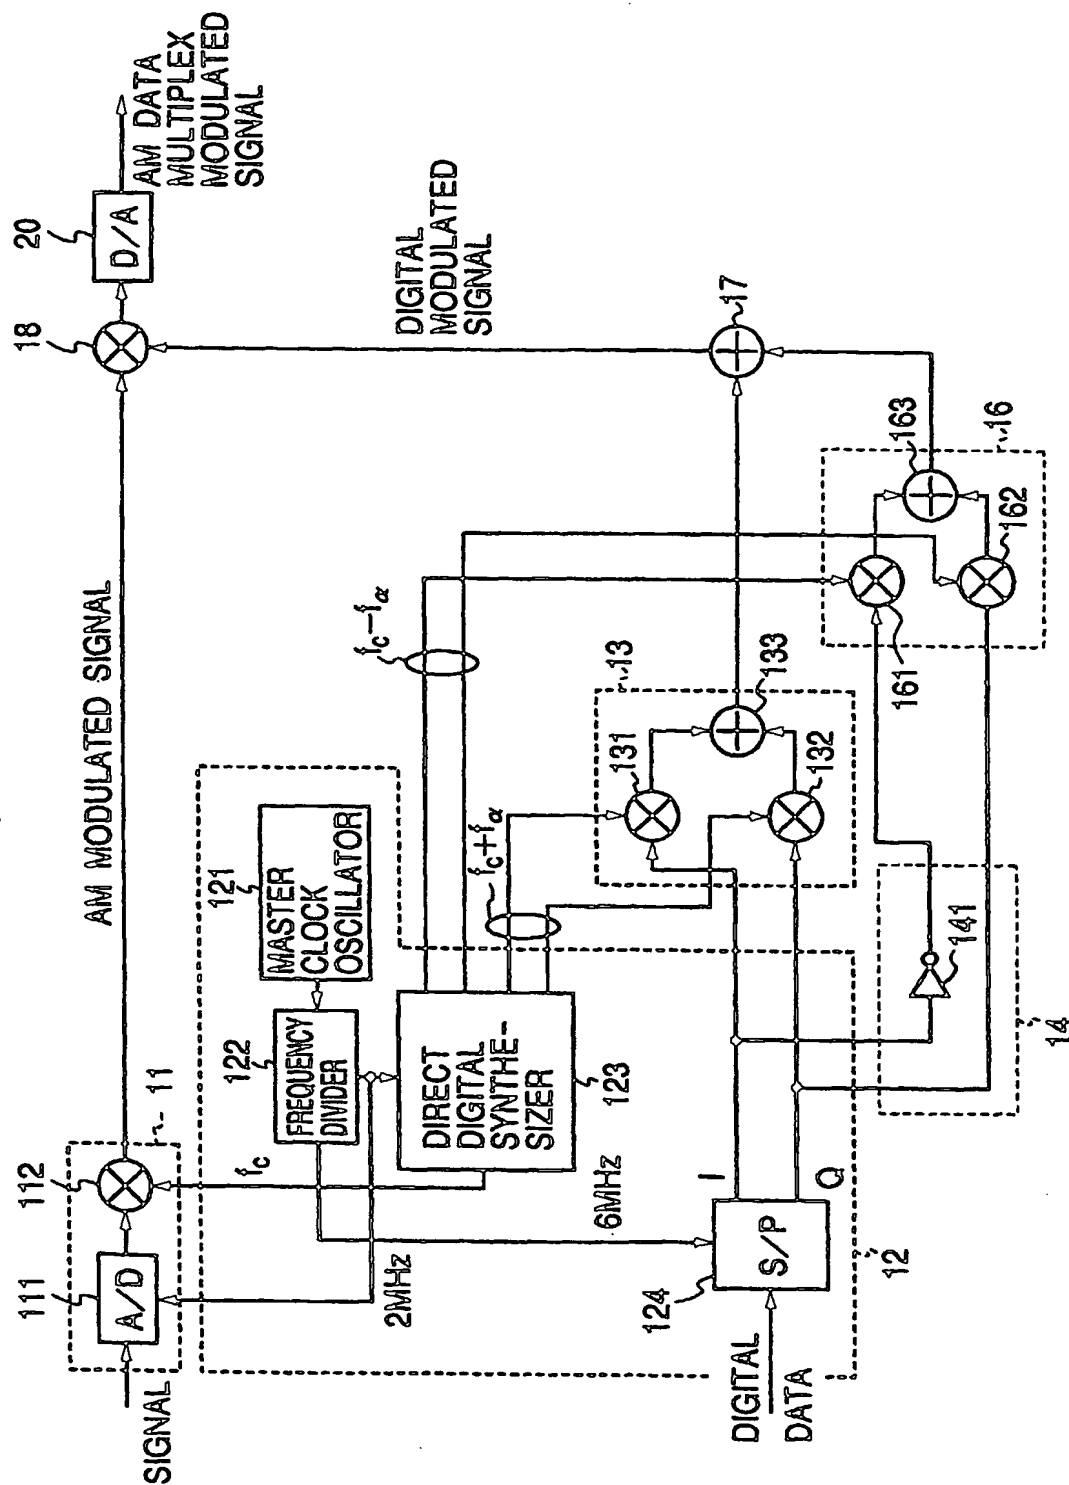 SIGNAL
111
A/D
112
11
AM MODULATED SIGNAL
18
20
D/A
AM DATA
MULTIPLEX
MODULATED
SIGNAL
fc
122
FREQUENCY
DIVIDER
121
MASTER
CLOCK
OSCILLATOR
2MHz
6MHz
DIRECT
DIGITAL
SYNTHE-
SIZER
123
fc+fα
fc-fα
DIGITAL
MODULATED
SIGNAL
DIGITAL
DATA
124
S/P
I
Q
12
13
131
132
133
17
14
141
161
162
163
16